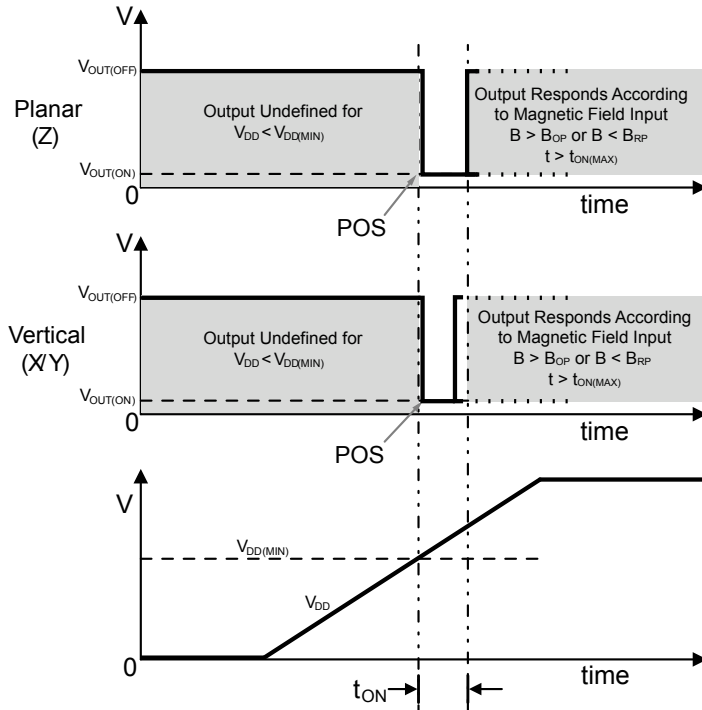 V
VOUT(OFF)
Planar
(Z)
Output Undefined for
VDD < VDD(MIN)
Output Responds According
to Magnetic Field Input
B > BOP or B < BRP
t > tON(MAX)
VOUT(ON)
0
POS
time
V
VOUT(OFF)
Vertical
(X/Y)
Output Undefined for
VDD < VDD(MIN)
Output Responds According
to Magnetic Field Input
B > BOP or B < BRP
t > tON(MAX)
VOUT(ON)
0
POS
time
V
VDD(MIN)
VDD
0
time
tON